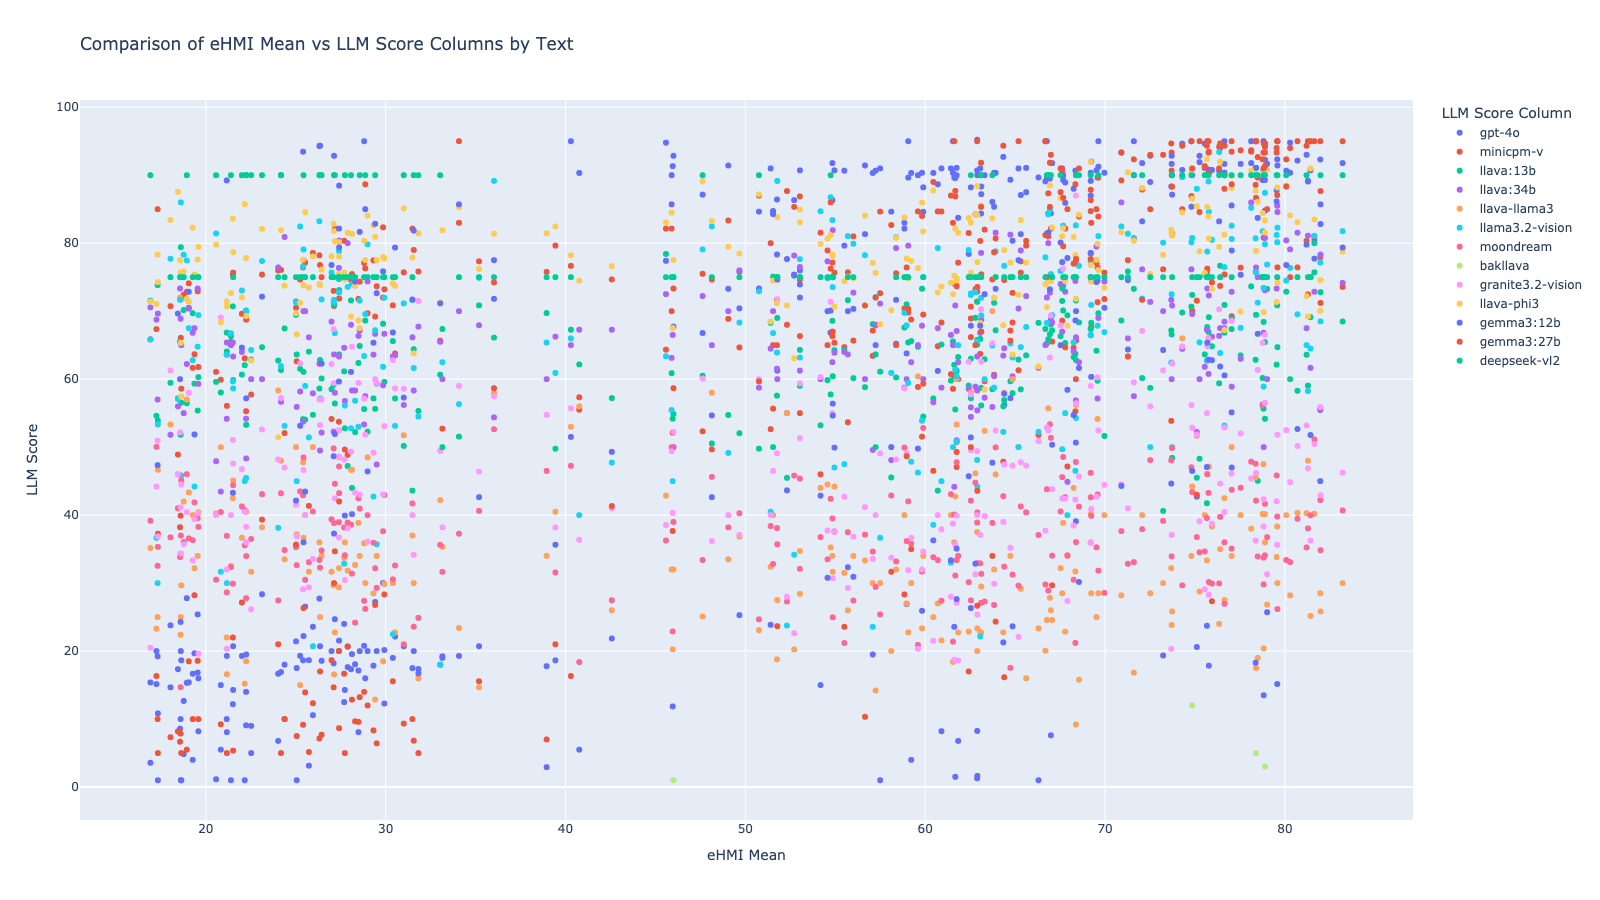 Comparison of eHMI Mean vs LLM Score Columns by Text
LLM Score Column
gpt-4o
minicpm-v
llava:13b
llava:34b
llava-llama3
llama3.2-vision
moondream
bakllava
granite3.2-vision
llava-phi3
gemma3:12b
gemma3:27b
deepseek-vl2
LLM Score
100
80
60
40
20
0
20 30 40 50 60 70 80
eHMI Mean